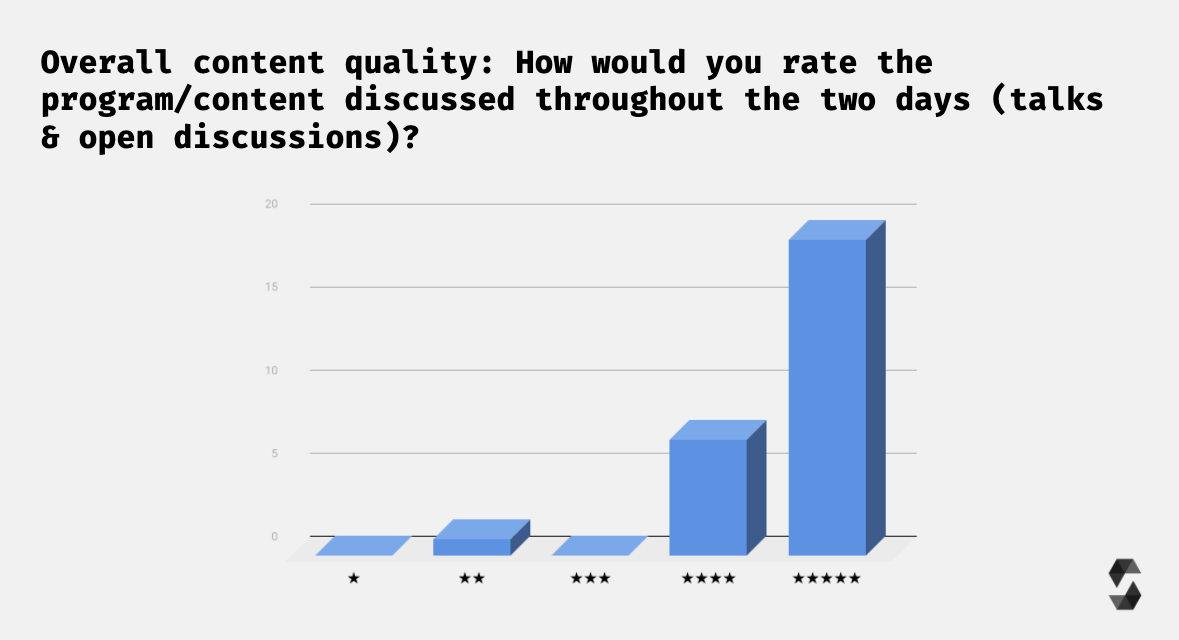 Overall content quality: How would you rate the
program/content discussed throughout the two days (talks
& open discussions)?
20
15
10
5
0
★ ★★ ★★★ ★★★★ ★★★★★